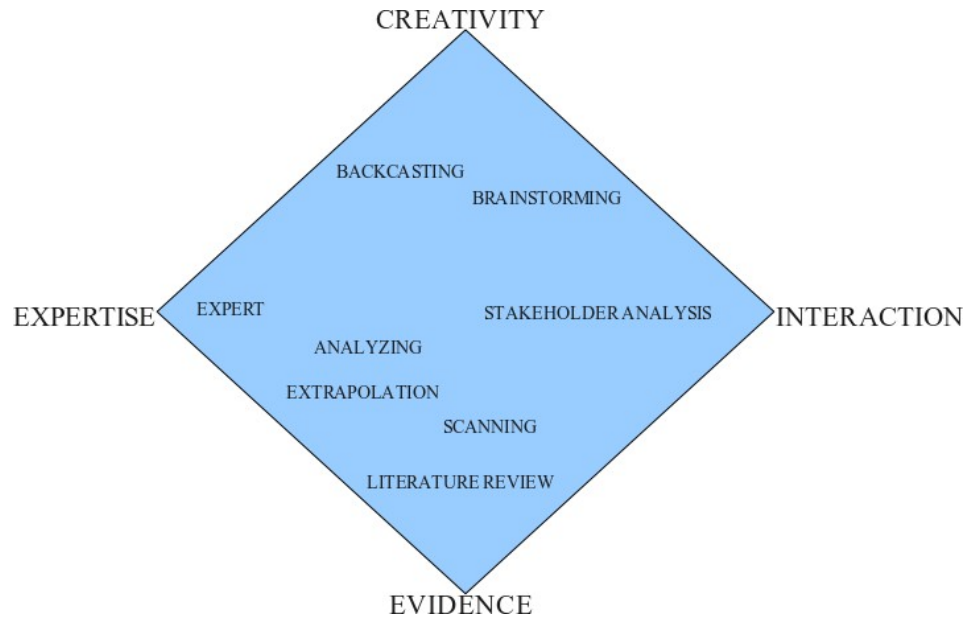 CREATIVITY
BACKCASTING
BRAINSTORMING
EXPERTISE
EXPERT
STAKEHOLDER ANALYSIS
INTERACTION
ANALYZING
EXTRAPOLATION
SCANNING
LITERATURE REVIEW
EVIDENCE